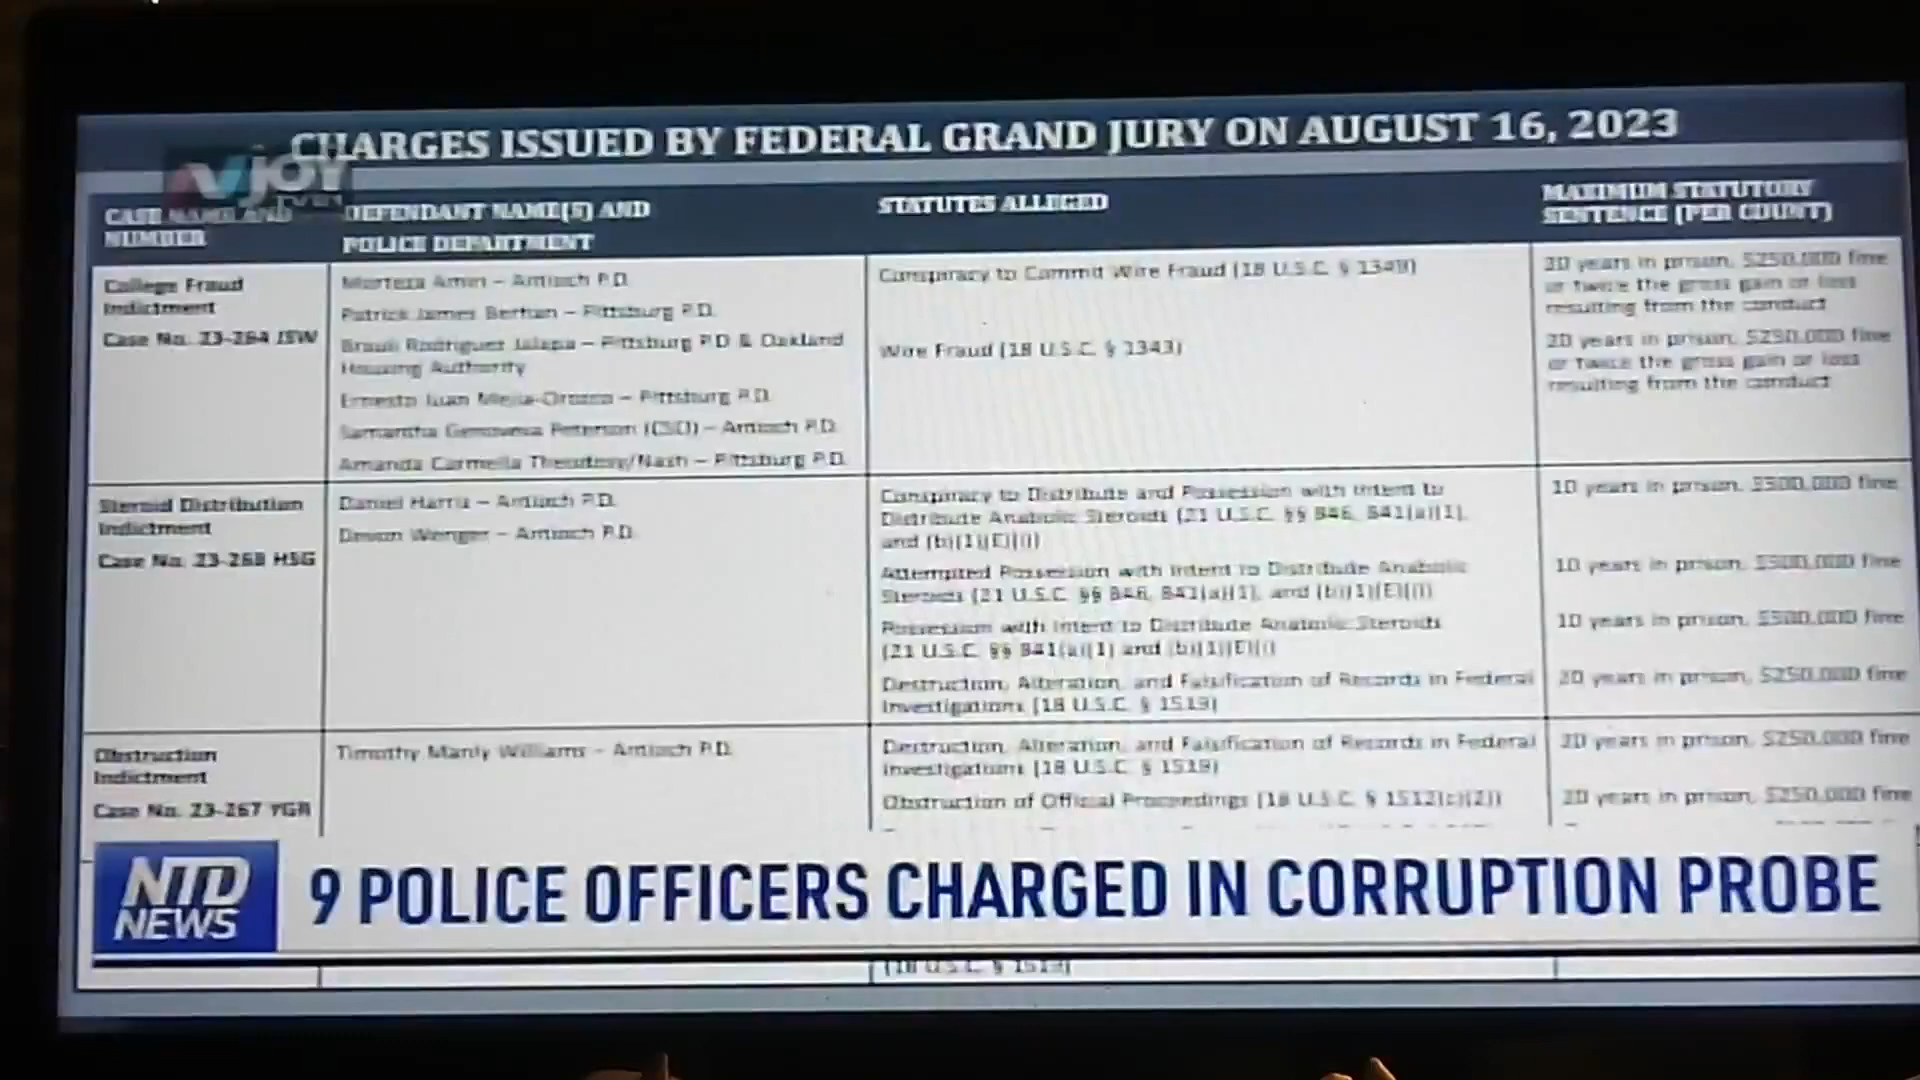 CHARGES ISSUED BY FEDERAL GRAND JURY ON AUGUST 16, 2023
VJOY
CASE NAME AND
NUMBER
DEFENDANT NAME(S) AND
POLICE DEPARTMENT
STATUTES ALLEGED
MAXIMUM STATUTORY
SENTENCE (PER COUNT)
College Fraud
Indictment
Case No. 23-264 JSW
Morteza Amin – Antioch P.D.
Patrick James Berhan – Pittsburg P.D.
Brauli Rodriguez Jalapa – Pittsburg P.D & Oakland
Housing Authority
Ernesto Juan Mejia-Orozco – Pittsburg P.D.
Samantha Genoveva Peterson (CSO) – Antioch P.D.
Amanda Carmella Theodosy/Nash – Pittsburg P.D.
Conspiracy to Commit Wire Fraud (18 U.S.C. § 1349)
Wire Fraud (18 U.S.C. § 1343)
20 years in prison, $250,000 fine
or twice the gross gain or loss
resulting from the conduct
20 years in prison, $250,000 fine
or twice the gross gain or loss
resulting from the conduct
Steroid Distribution
Indictment
Case No. 23-268 HSG
Daniel Harris – Antioch P.D.
Devon Wenger – Antioch P.D.
Conspiracy to Distribute and Possession with Intent to
Distribute Anabolic Steroids (21 U.S.C. §§ 846, 841(a)(1),
and (b)(1)(E)(i))
Attempted Possession with Intent to Distribute Anabolic
Steroids (21 U.S.C. §§ 846, 841(a)(1), and (b)(1)(E)(i))
Possession with Intent to Distribute Anabolic Steroids
(21 U.S.C. §§ 841(a)(1) and (b)(1)(E)(i)
Destruction, Alteration, and Falsification of Records in Federal
Investigations (18 U.S.C. § 1519)
10 years in prison, $500,000 fine
10 years in prison, $500,000 fine
10 years in prison, $500,000 fine
20 years in prison, $250,000 fine
Obstruction
Indictment
Case No. 23-267 YGR
Timothy Manly Williams – Antioch P.D.
Destruction, Alteration, and Falsification of Records in Federal
Investigations (18 U.S.C. § 1519)
Obstruction of Official Proceedings (18 U.S.C. § 1512(c)(2))
20 years in prison, $250,000 fine
20 years in prison, $250,000 fine
NTD
NEWS
9 POLICE OFFICERS CHARGED IN CORRUPTION PROBE
(18 U.S.C. § 1519)